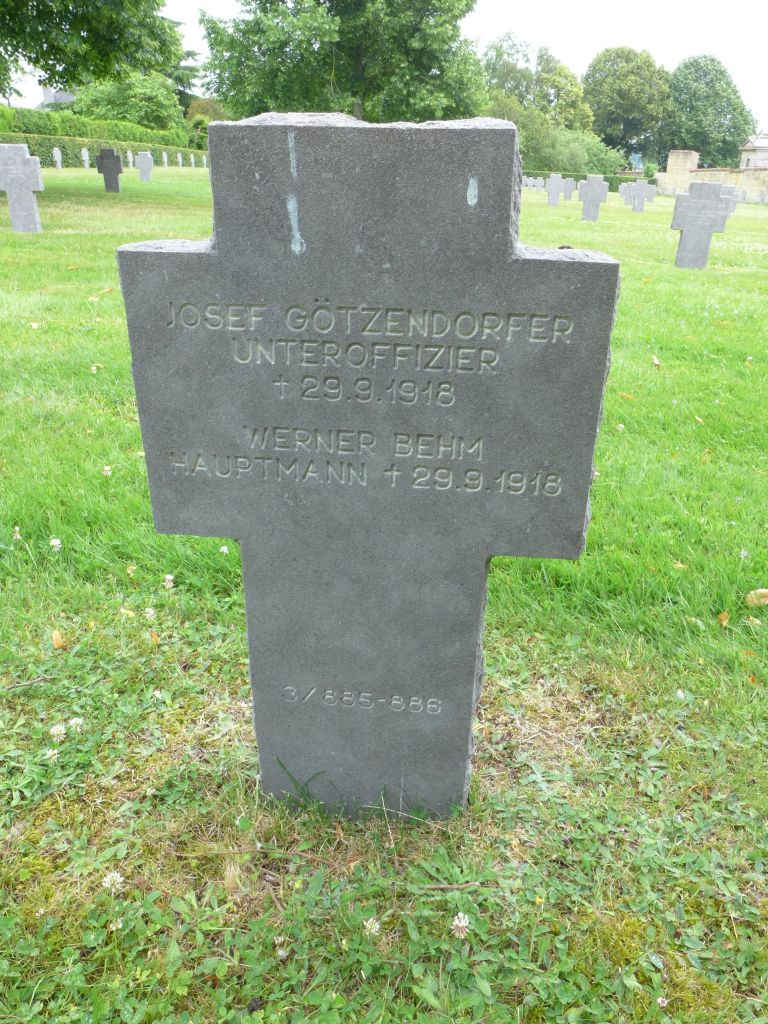 JOSEF GÖTZENDORFER
UNTEROFFIZIER
† 29.9.1918
WERNER BEHM
HAUPTMANN † 29.9.1918
3/885-886